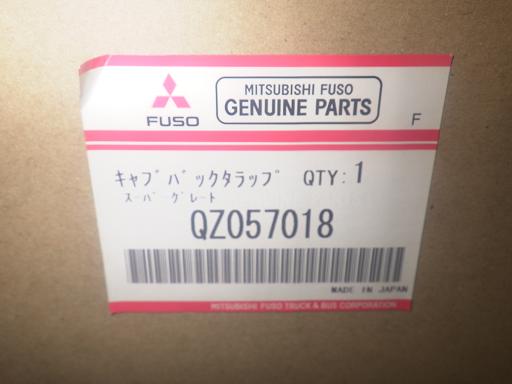 MITSUBISHI FUSO
GENUINE PARTS
FUSO
F
キャブ バックタラップ QTY: 1
スーパーグレート
QZ057018
MADE IN JAPAN
MITSUBISHI FUSO TRUCK & BUS CORPORATION